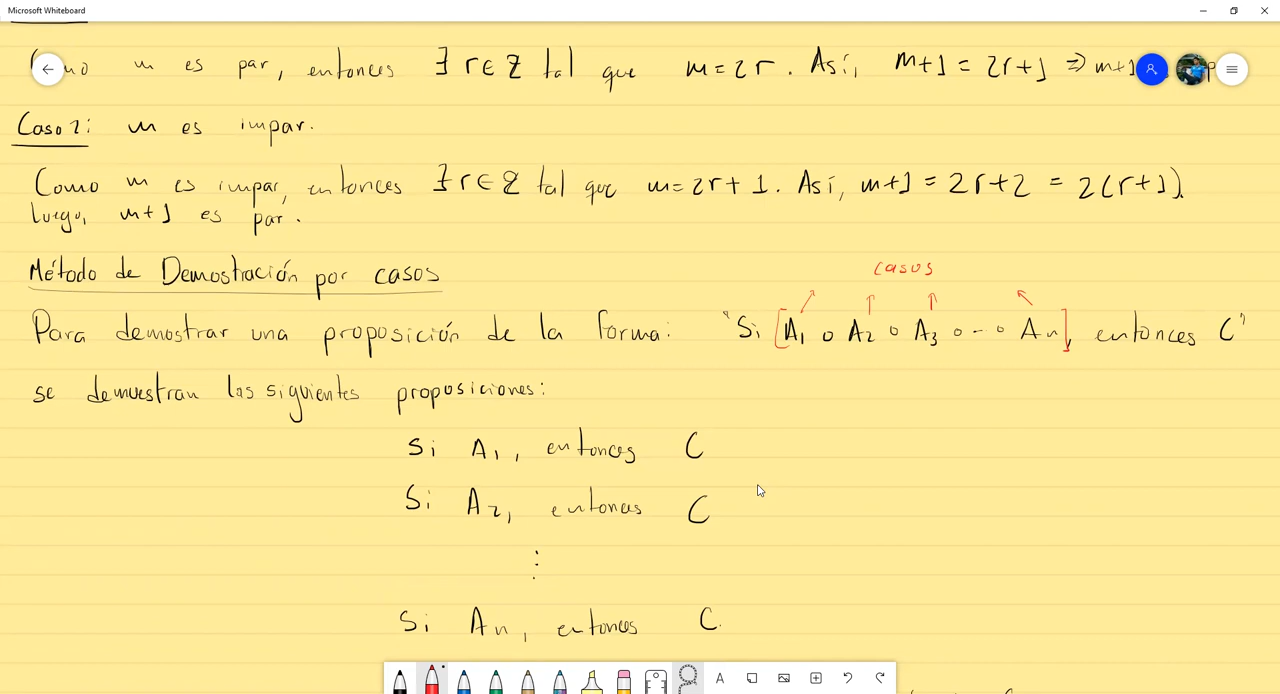 Microsoft Whiteboard
m es par, entonces ∃ r ∈ Z tal que m = 2r. Así, m+1 = 2r+1 ⇒ m+1
Caso 2: m es impar.
Como m es impar, entonces ∃ r ∈ Z tal que m = 2r + 1. Así, m+1 = 2r+2 = 2(r+1).
luego, m+1 es par.
Método de Demostración por casos
casos
Para demostrar una proposición de la forma: "Si [A₁ o A₂ o A₃ o -- o An], entonces C"
se demuestran las siguientes proposiciones:
Si A₁, entonces C
Si A₂, entonces C
⋮
Si An, entonces C.